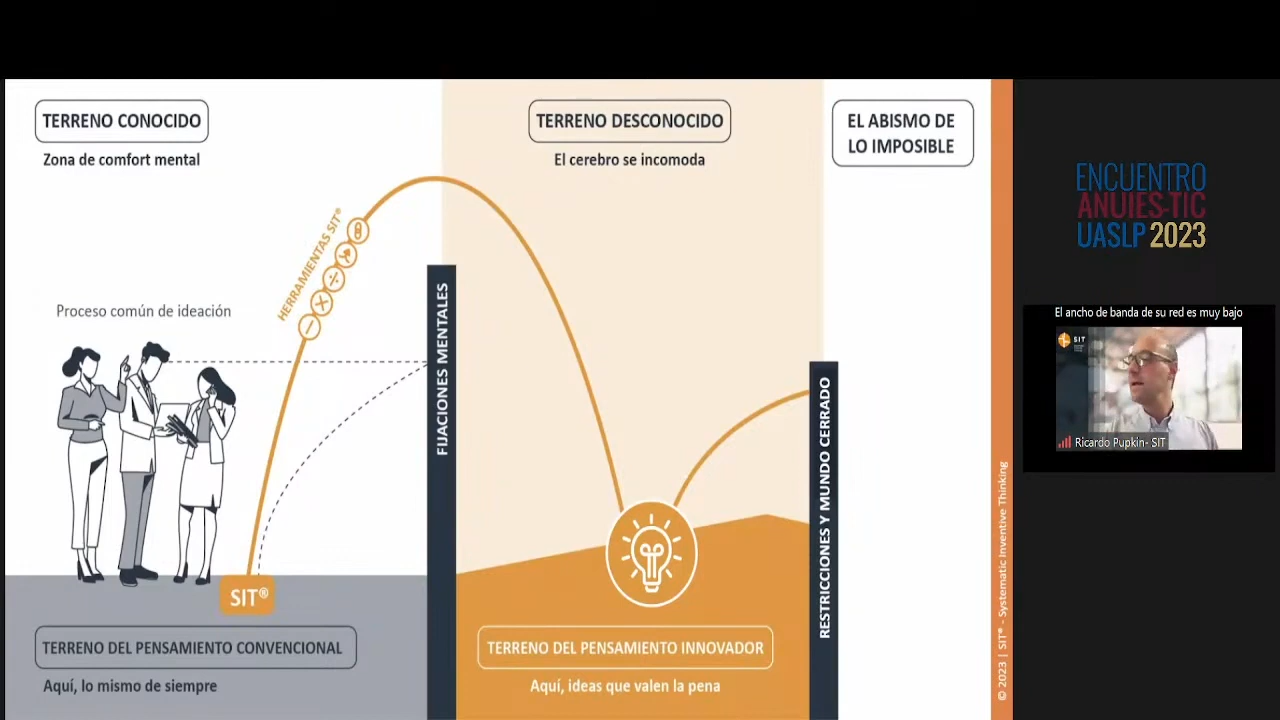 TERRENO CONOCIDO
Zona de comfort mental
TERRENO DESCONOCIDO
El cerebro se incomoda
EL ABISMO DE
LO IMPOSIBLE
HERRAMIENTAS SIT®
Proceso común de ideación
FIJACIONES MENTALES
RESTRICCIONES Y MUNDO CERRADO
SIT®
TERRENO DEL PENSAMIENTO CONVENCIONAL
Aquí, lo mismo de siempre
TERRENO DEL PENSAMIENTO INNOVADOR
Aquí, ideas que valen la pena
© 2023 | SIT® - Systematic Inventive Thinking
ENCUENTRO
ANUIES-TIC
UASLP 2023
El ancho de banda de su red es muy bajo
SIT
Ricardo Pupkin- SIT